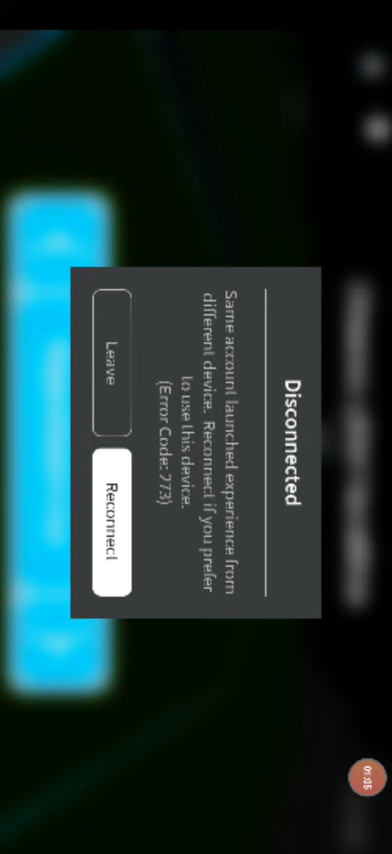 Disconnected
Same account launched experience from
different device. Reconnect if you prefer
to use this device.
(Error Code: 273)
Leave
Reconnect
01:05